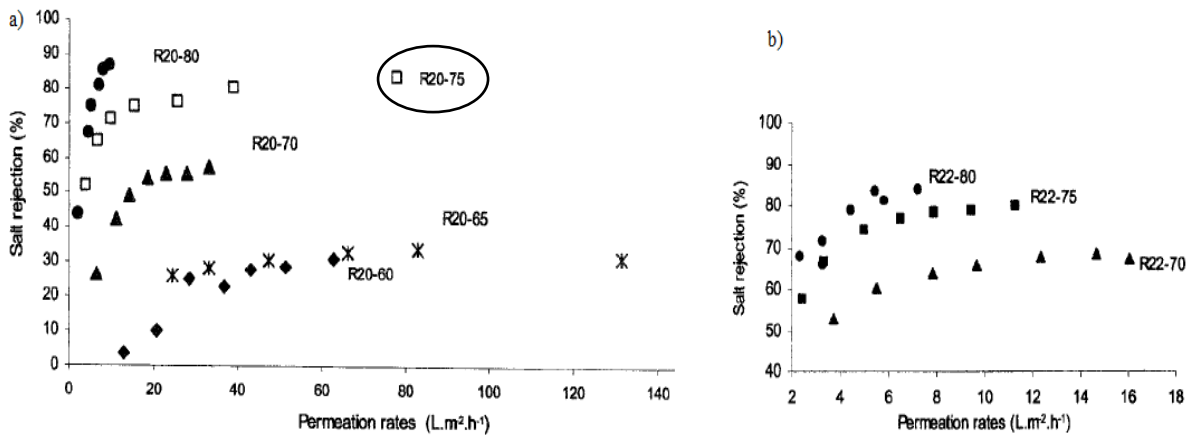 a)
100
90
80
70
60
50
40
30
20
10
0
Salt rejection (%)
R20-80
R20-75
R20-70
R20-65
R20-60
0 20 40 60 80 100 120 140
Permeation rates (L.m².h⁻¹)
b)
100
90
80
70
60
50
40
Salt rejection (%)
R22-80
R22-75
R22-70
2 4 6 8 10 12 14 16 18
Permeation rates (L.m².h⁻¹)